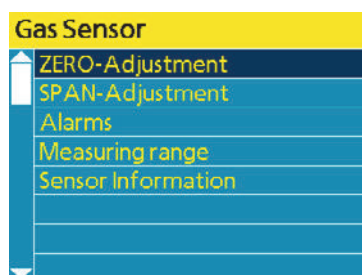 Gas Sensor
ZERO-Adjustment
SPAN-Adjustment
Alarms
Measuring range
Sensor Information